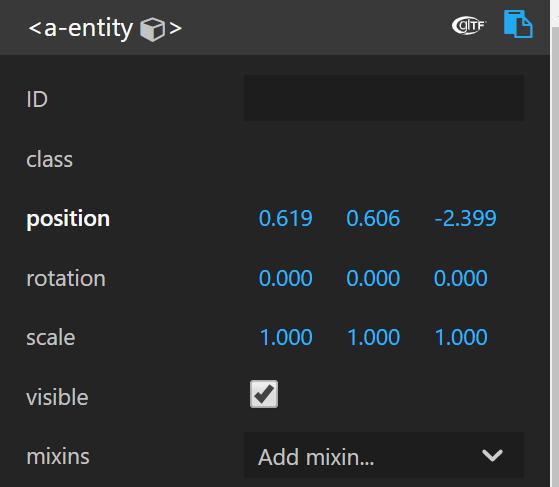 <a-entity >
glTF
ID
class
position 0.619 0.606 -2.399
rotation 0.000 0.000 0.000
scale 1.000 1.000 1.000
visible
mixins Add mixin...